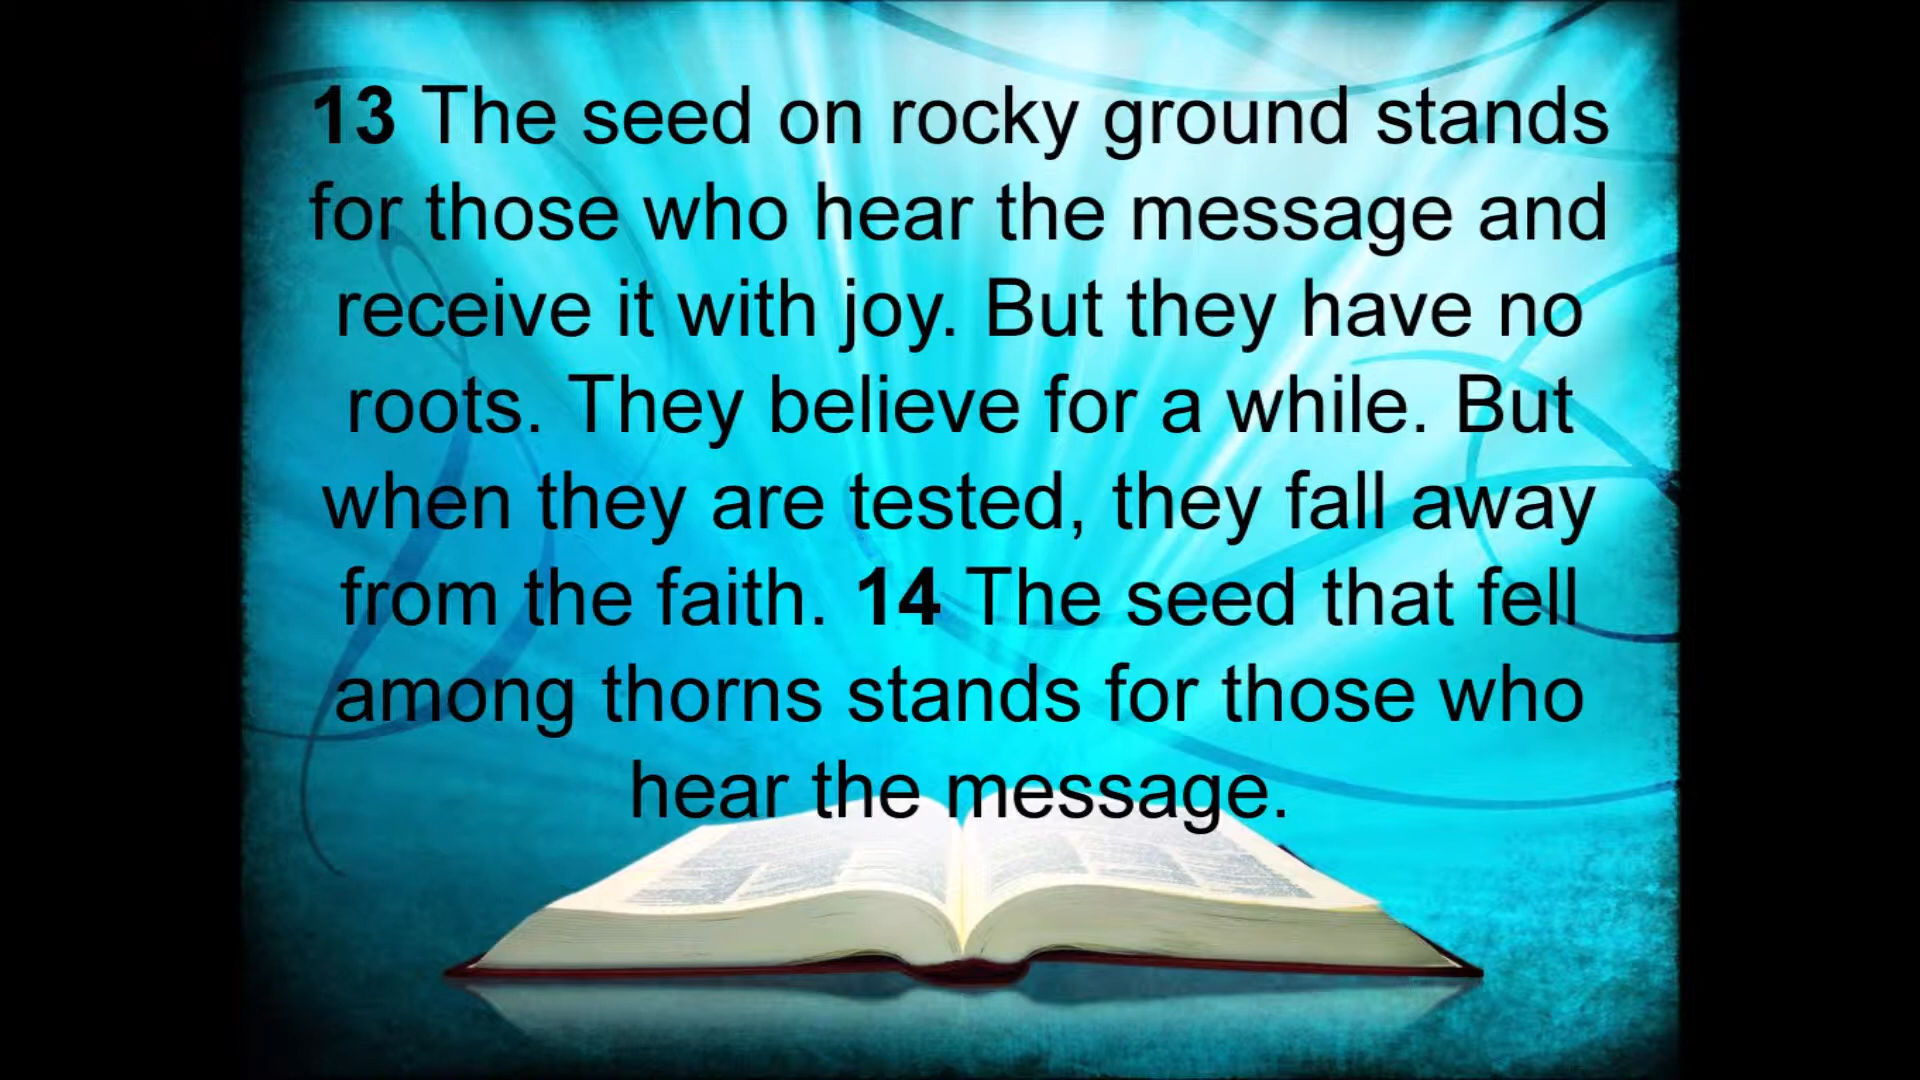 13 The seed on rocky ground stands
for those who hear the message and
receive it with joy. But they have no
roots. They believe for a while. But
when they are tested, they fall away
from the faith. 14 The seed that fell
among thorns stands for those who
hear the message.